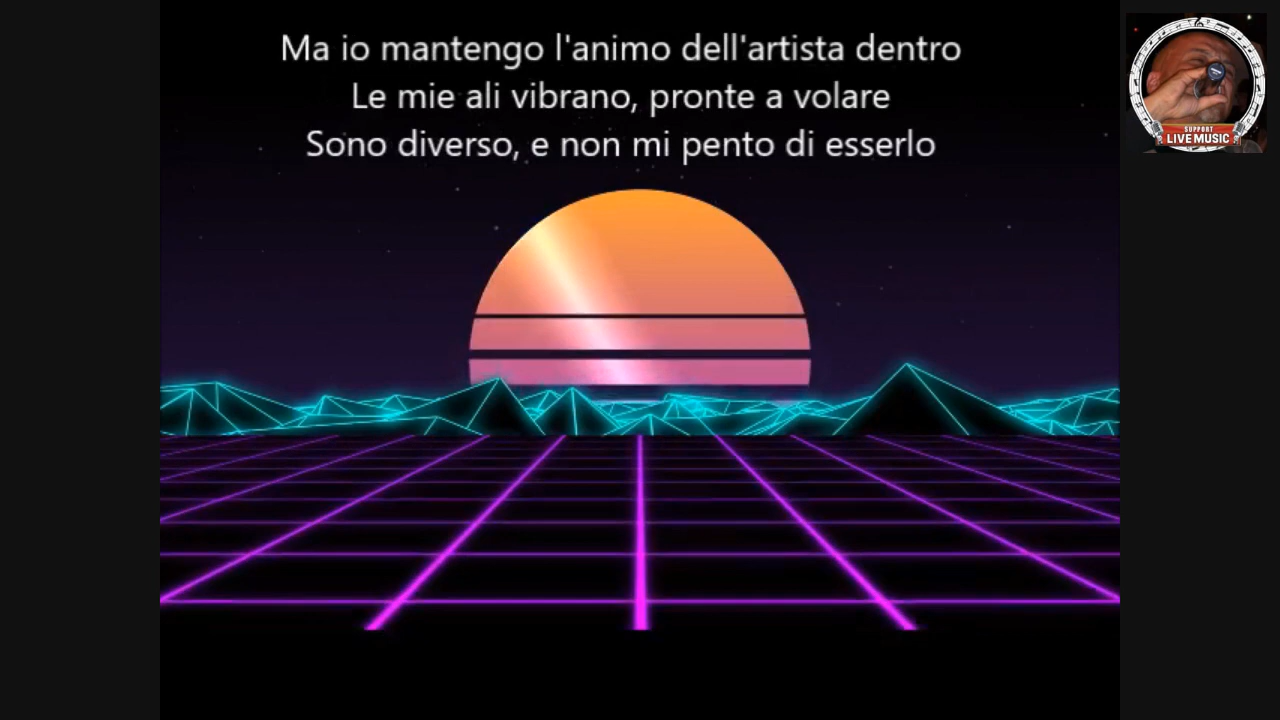 Ma io mantengo l'animo dell'artista dentro
Le mie ali vibrano, pronte a volare
Sono diverso, e non mi pento di esserlo
SUPPORT
LIVE MUSIC